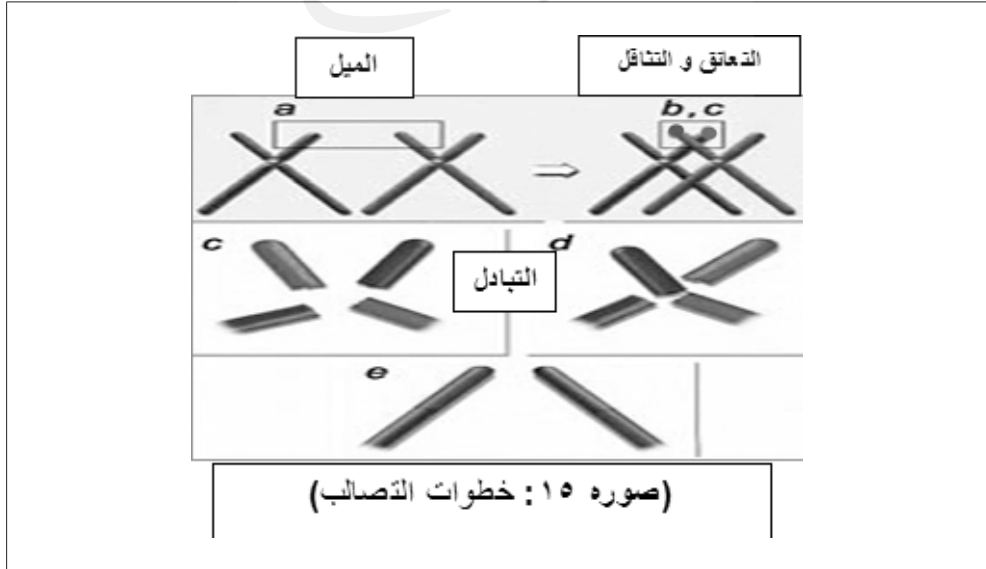 الميل
التعانق و التثاقل
a
b, c
c
d
التبادل
e
(صوره ١٥: خطوات التصالب)